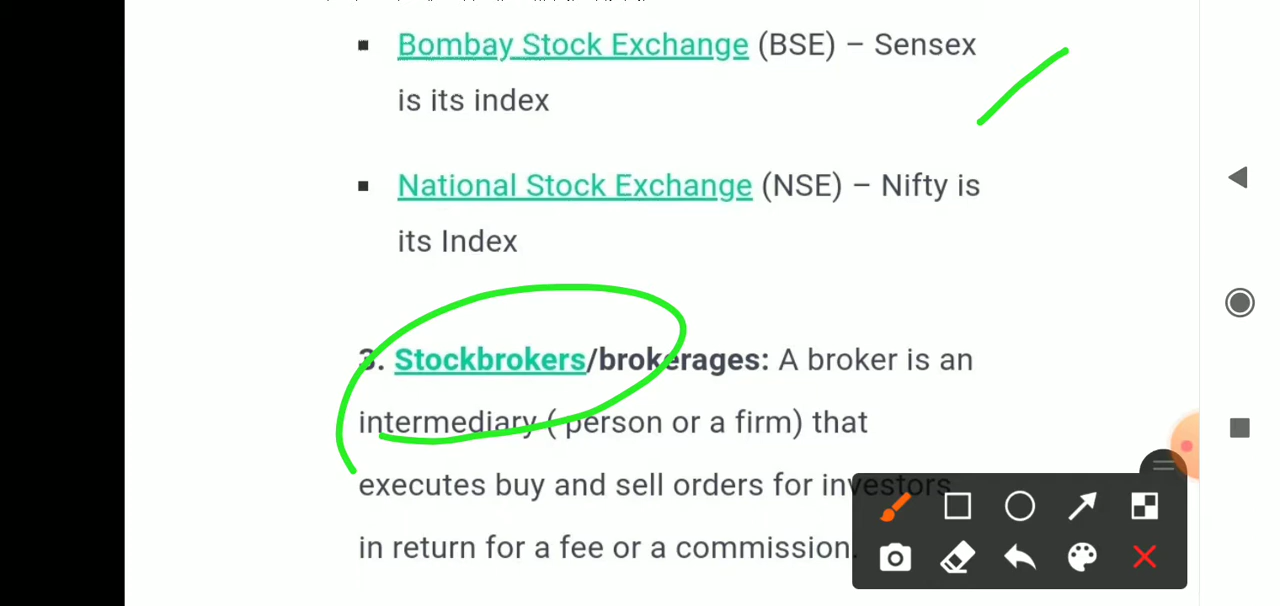 ▪ Bombay Stock Exchange (BSE) – Sensex
is its index
▪ National Stock Exchange (NSE) – Nifty is
its Index
3. Stockbrokers/brokerages: A broker is an
intermediary ( person or a firm) that
executes buy and sell orders for investors
in return for a fee or a commission.